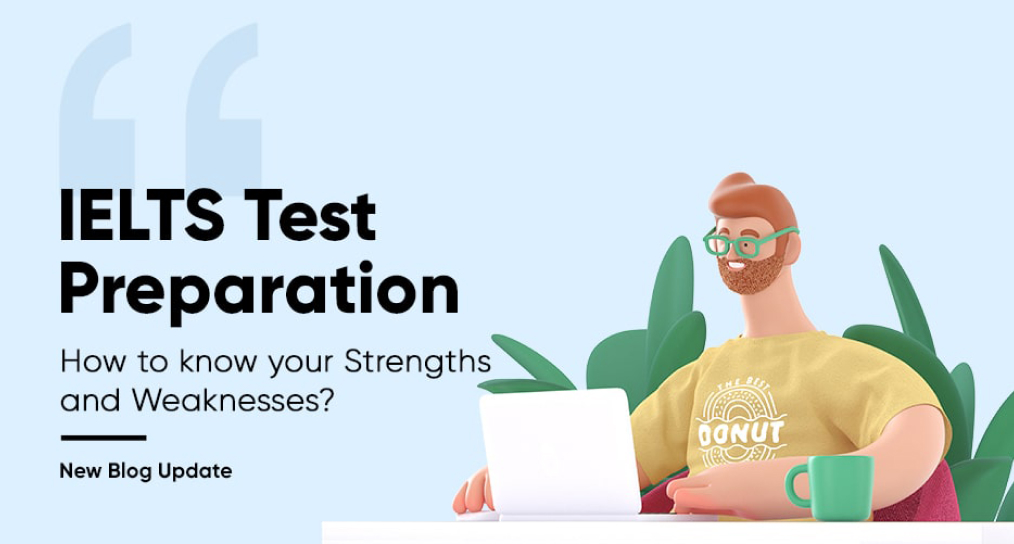 IELTS Test
Preparation
How to know your Strengths
and Weaknesses?
New Blog Update
THE BEST
DONUT